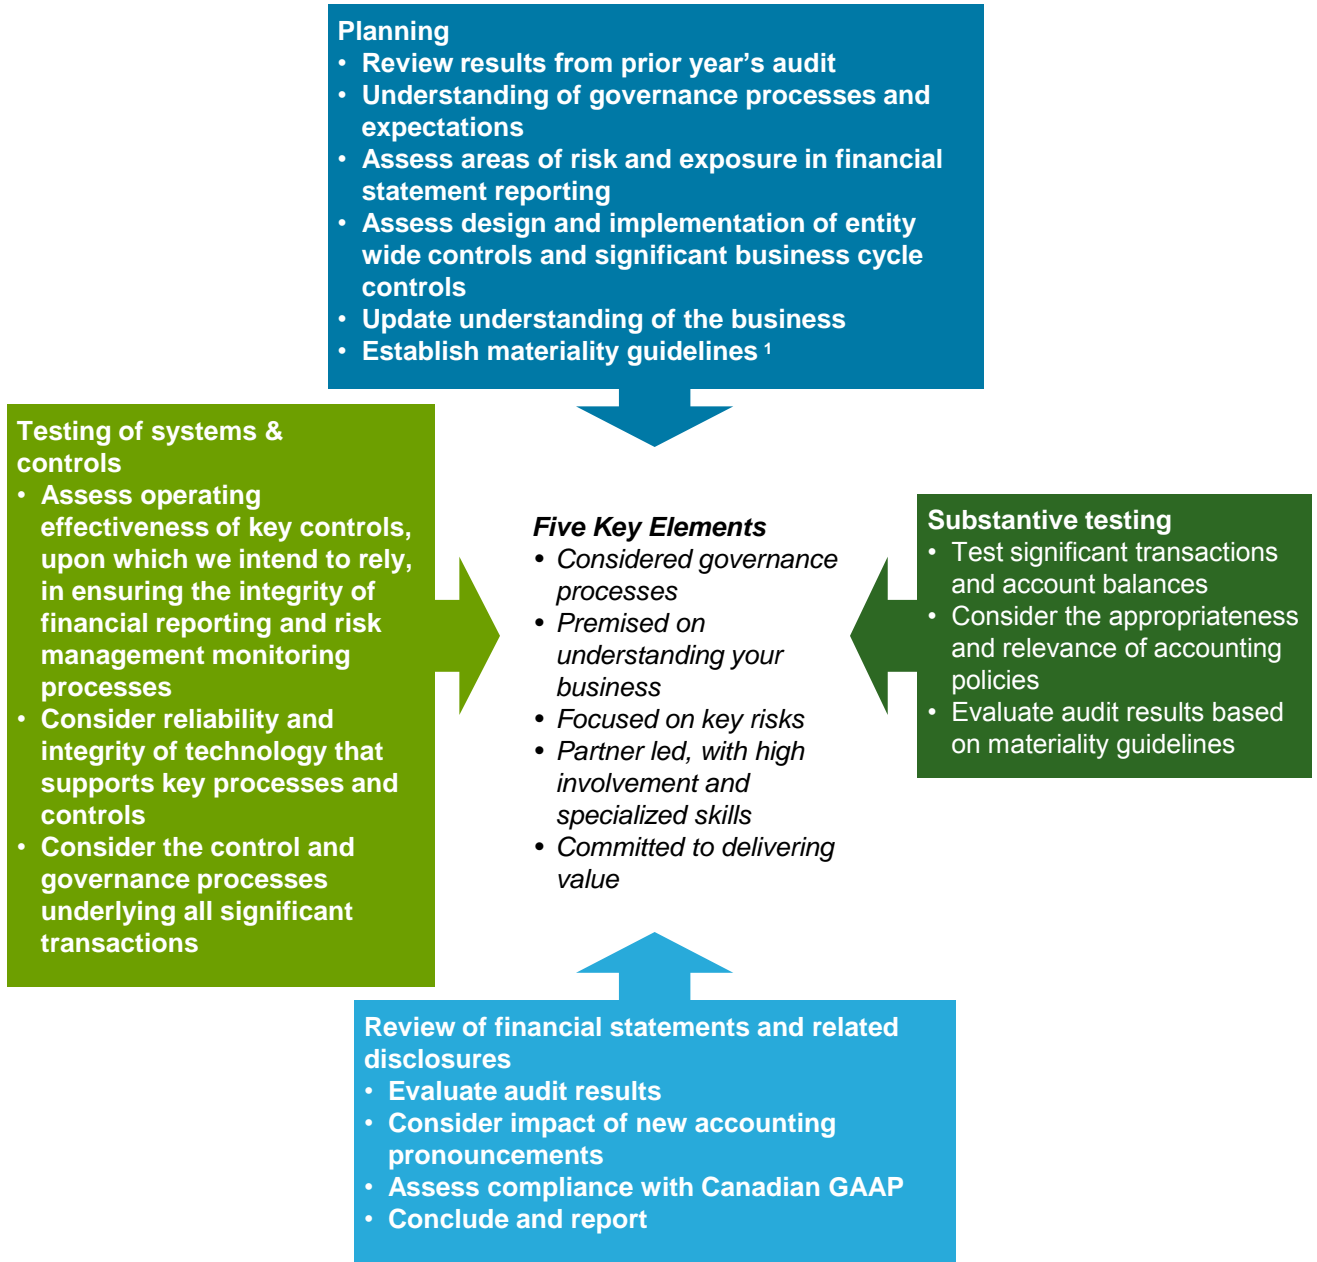 Planning
• Review results from prior year’s audit
• Understanding of governance processes and
expectations
• Assess areas of risk and exposure in financial
statement reporting
• Assess design and implementation of entity
wide controls and significant business cycle
controls
• Update understanding of the business
• Establish materiality guidelines ¹
Testing of systems &
controls
• Assess operating
effectiveness of key controls,
upon which we intend to rely,
in ensuring the integrity of
financial reporting and risk
management monitoring
processes
• Consider reliability and
integrity of technology that
supports key processes and
controls
• Consider the control and
governance processes
underlying all significant
transactions
Five Key Elements
• Considered governance
processes
• Premised on
understanding your
business
• Focused on key risks
• Partner led, with high
involvement and
specialized skills
• Committed to delivering
value
Substantive testing
• Test significant transactions
and account balances
• Consider the appropriateness
and relevance of accounting
policies
• Evaluate audit results based
on materiality guidelines
Review of financial statements and related
disclosures
• Evaluate audit results
• Consider impact of new accounting
pronouncements
• Assess compliance with Canadian GAAP
• Conclude and report